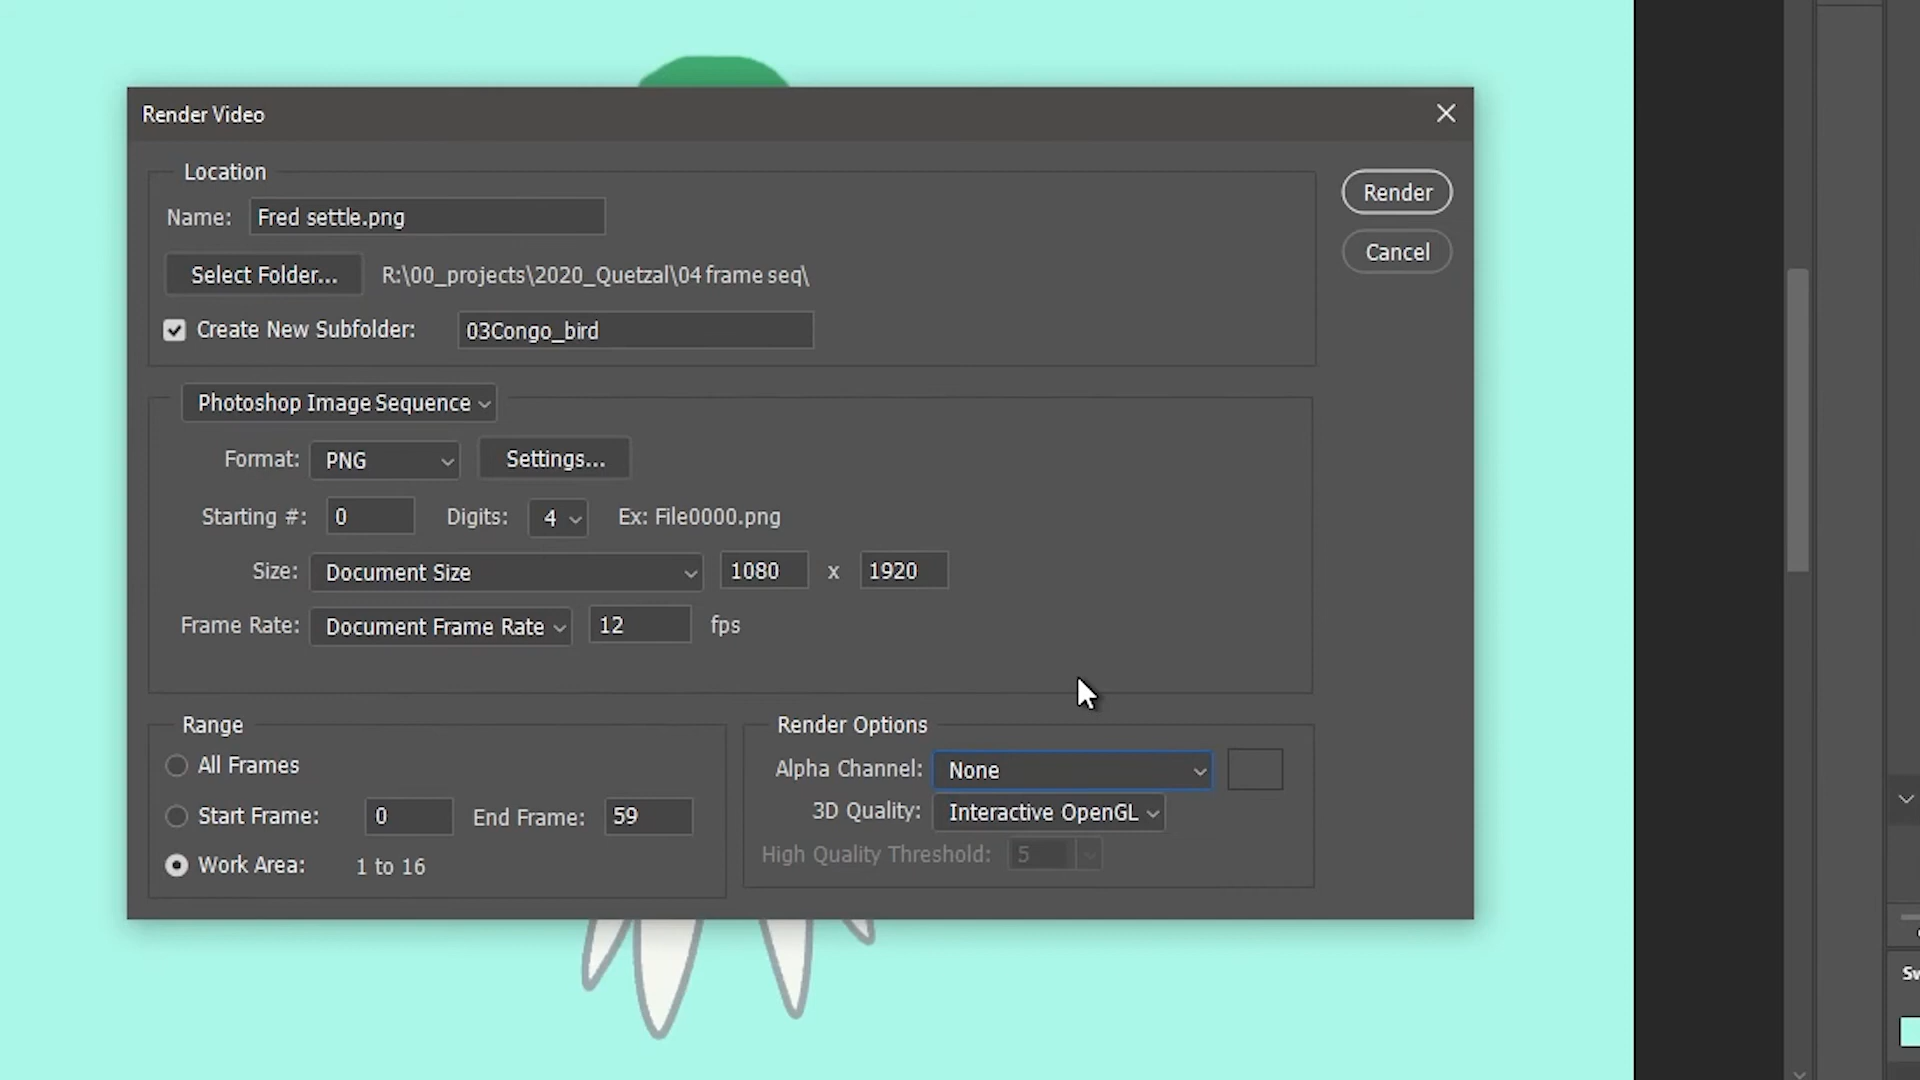 Render Video
Location
Name: Fred settle.png
Render
Select Folder... R:\00_projects\2020_Quetzal\04 frame seq\
Cancel
Create New Subfolder: 03Congo_bird
Photoshop Image Sequence
Format: PNG Settings...
Starting #: 0 Digits: 4 Ex: File0000.png
Size: Document Size 1080 x 1920
Frame Rate: Document Frame Rate 12 fps
Range
All Frames
Start Frame: 0 End Frame: 59
Work Area: 1 to 16
Render Options
Alpha Channel: None
3D Quality: Interactive OpenGL
High Quality Threshold: 5